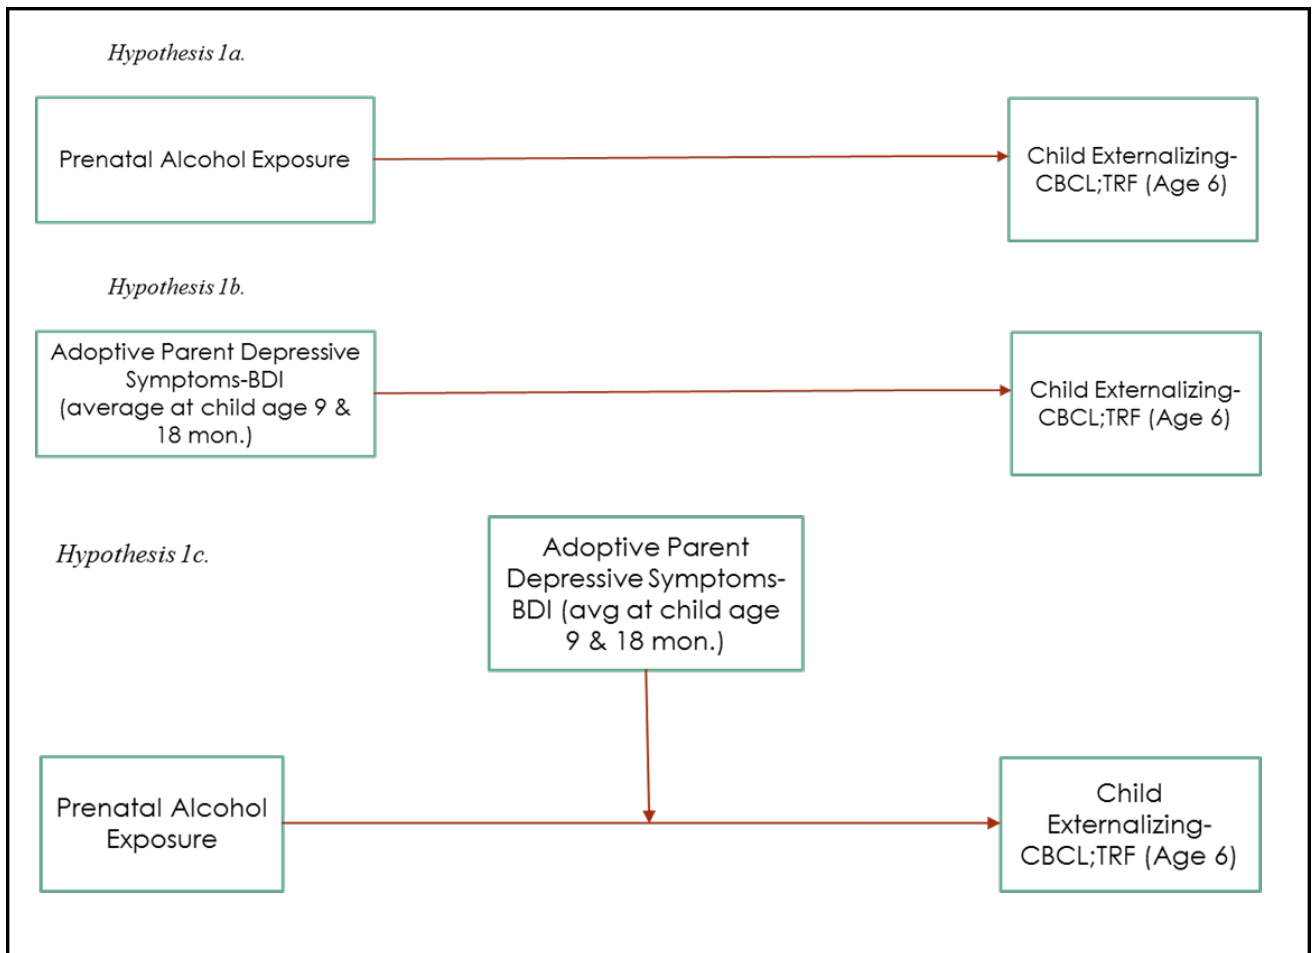 Hypothesis 1a.
Prenatal Alcohol Exposure
Child Externalizing-
CBCL;TRF (Age 6)
Hypothesis 1b.
Adoptive Parent Depressive
Symptoms-BDI
(average at child age 9 &
18 mon.)
Child Externalizing-
CBCL;TRF (Age 6)
Hypothesis 1c.
Adoptive Parent
Depressive Symptoms-
BDI (avg at child age
9 & 18 mon.)
Prenatal Alcohol
Exposure
Child
Externalizing-
CBCL;TRF (Age 6)